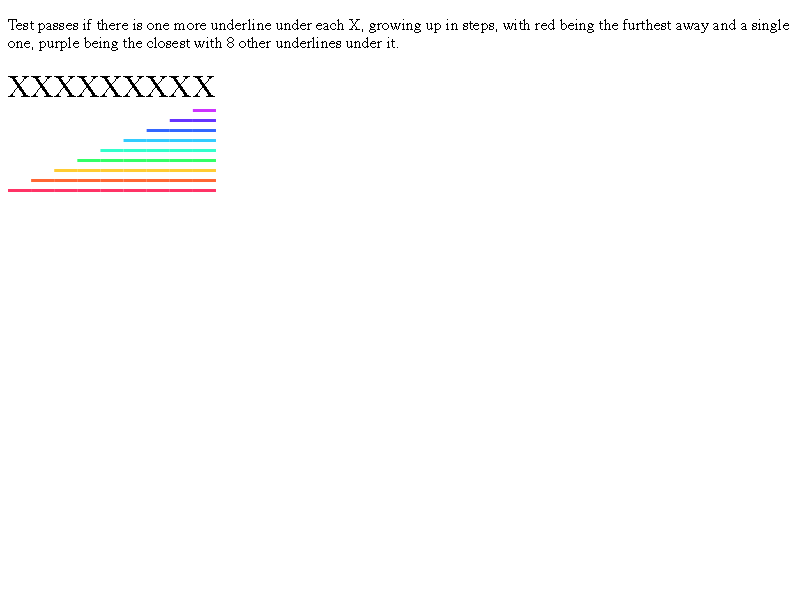 Test passes if there is one more underline under each X, growing up in steps, with red being the furthest away and a single
one, purple being the closest with 8 other underlines under it.
XXXXXXXXX